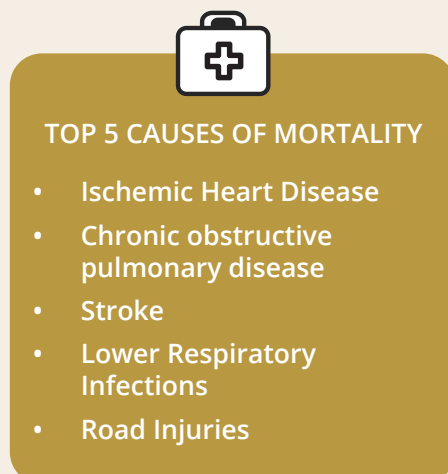 TOP 5 CAUSES OF MORTALITY
• Ischemic Heart Disease
• Chronic obstructive
pulmonary disease
• Stroke
• Lower Respiratory
Infections
• Road Injuries